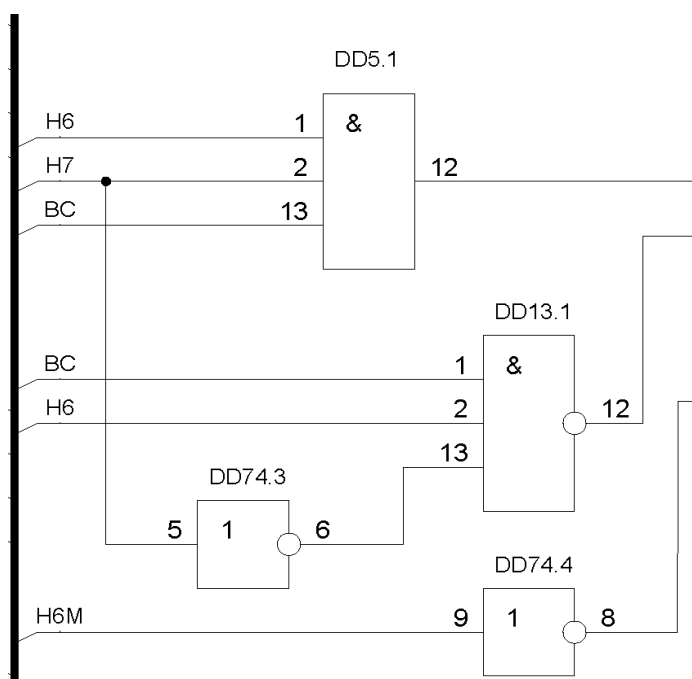 DD5.1
H6 1 &
H7 2 12
BC 13
DD13.1
BC 1 &
H6 2 12
13
DD74.3
5 1 6
DD74.4
H6M 9 1 8